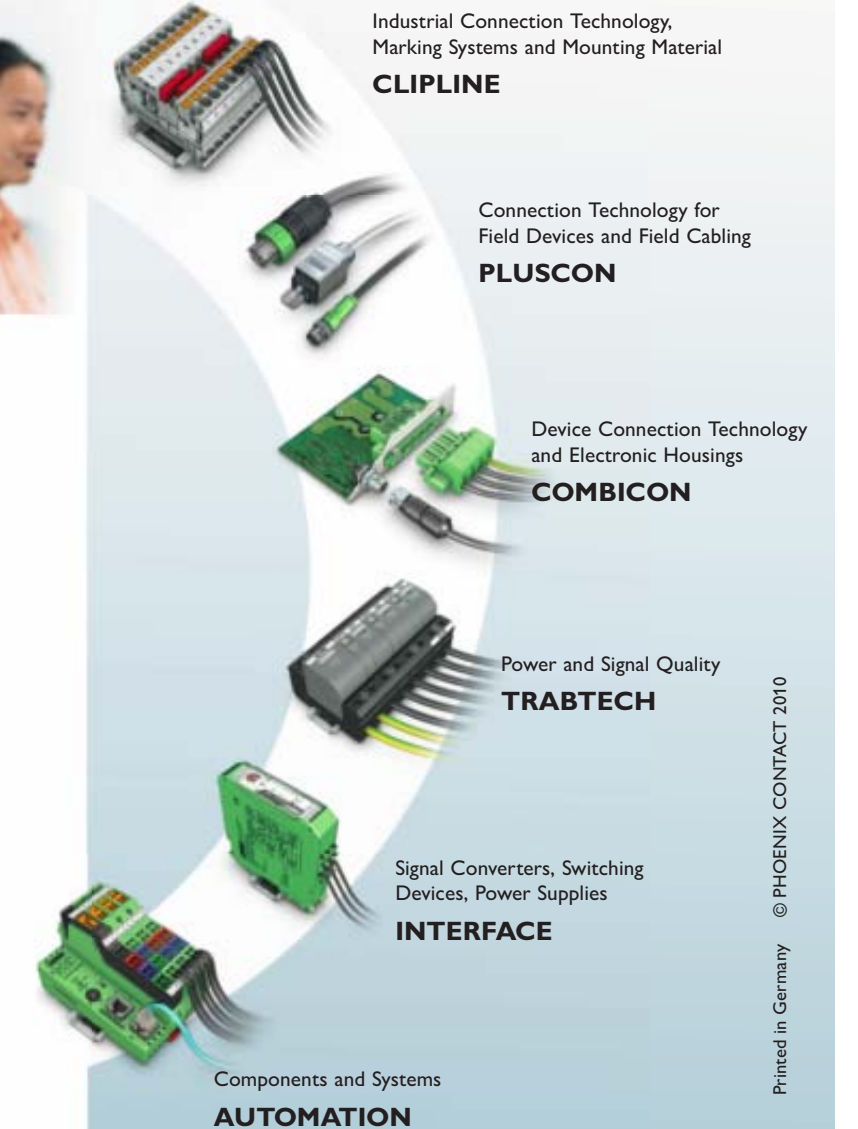 Industrial Connection Technology,
Marking Systems and Mounting Material
CLIPLINE
Connection Technology for
Field Devices and Field Cabling
PLUSCON
Device Connection Technology
and Electronic Housings
COMBICON
Power and Signal Quality
TRABTECH
Signal Converters, Switching
Devices, Power Supplies
INTERFACE
Components and Systems
AUTOMATION
Printed in Germany © PHOENIX CONTACT 2010